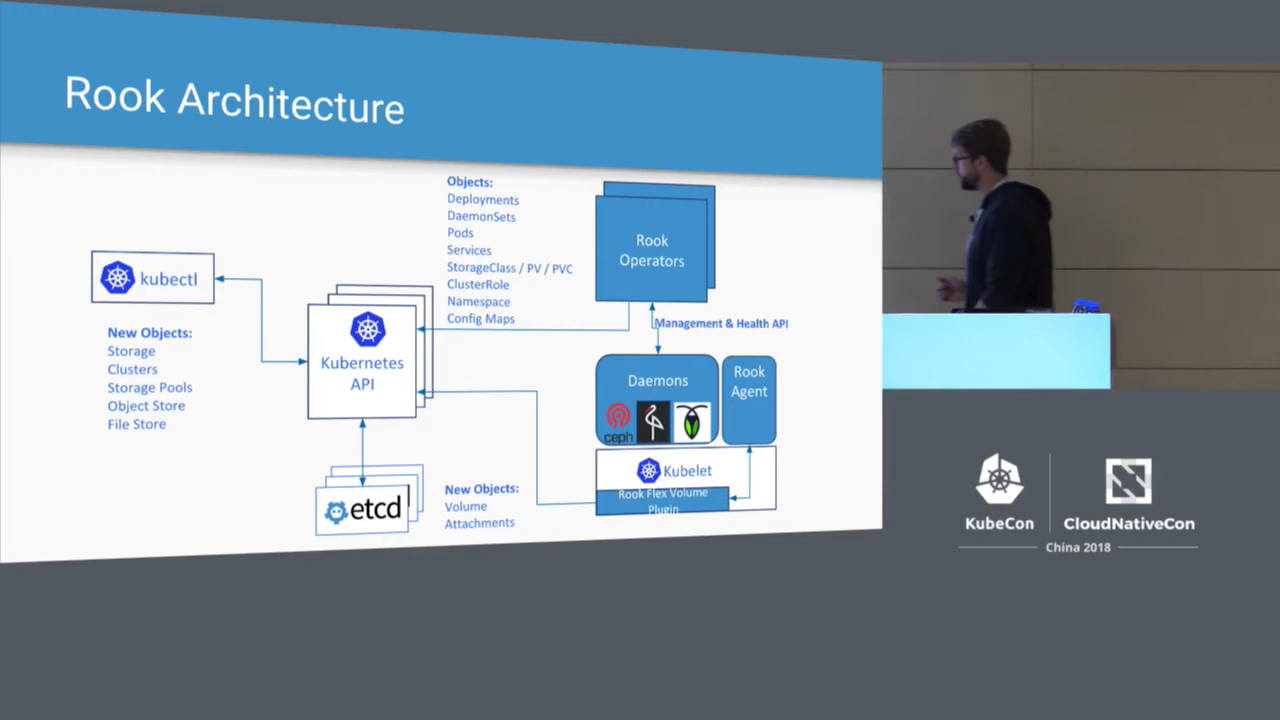 Rook Architecture
Objects:
Deployments
DaemonSets
Pods
Services
StorageClass / PV / PVC
ClusterRole
Namespace
Config Maps
Rook
Operators
kubectl
New Objects:
Storage
Clusters
Storage Pools
Object Store
File Store
Kubernetes
API
Management & Health API
Daemons
ceph
Rook
Agent
Kubelet
Rook Flex Volume
Plugin
etcd
New Objects:
Volume
Attachments
KubeCon
CloudNativeCon
China 2018